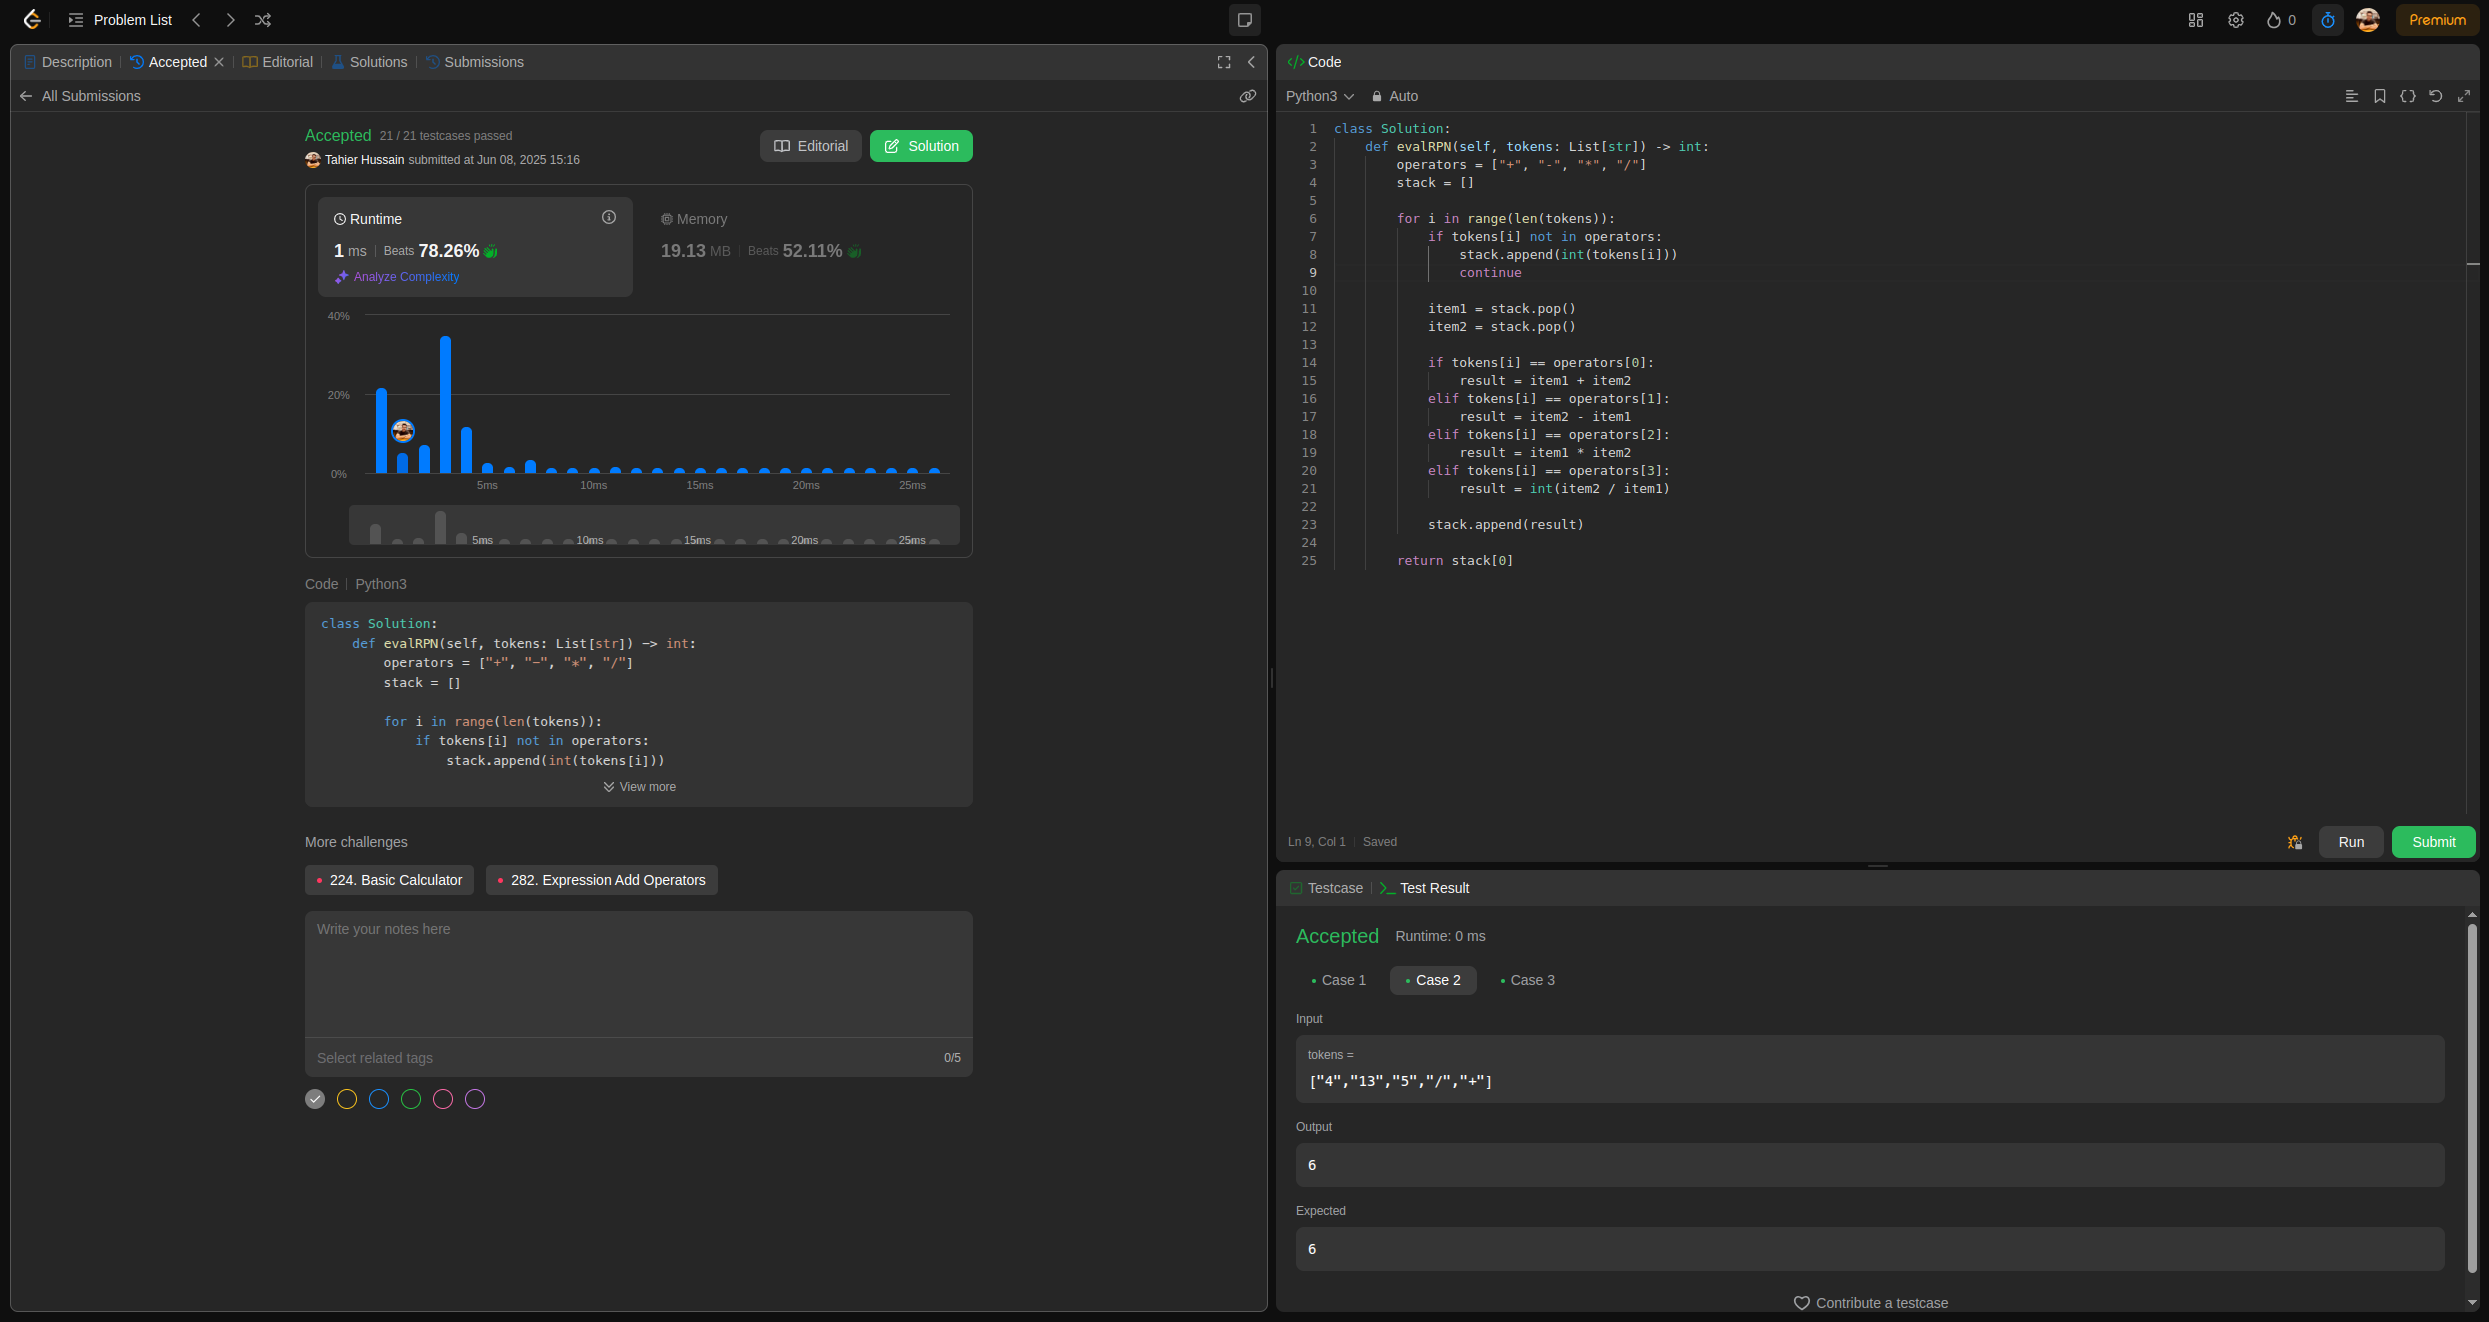 Problem List
0
Premium
Description
Accepted
Editorial
Solutions
Submissions
All Submissions
Accepted 21 / 21 testcases passed
Tahier Hussain submitted at Jun 08, 2025 15:16
Editorial
Solution
Runtime
1 ms Beats 78.26%
Analyze Complexity
Memory
19.13 MB Beats 52.11%
40%
20%
0%
5ms 10ms 15ms 20ms 25ms
5ms 10ms 15ms 20ms 25ms
Code Python3
class Solution:
    def evalRPN(self, tokens: List[str]) -> int:
        operators = ["+", "-", "*", "/"]
        stack = []
        for i in range(len(tokens)):
            if tokens[i] not in operators:
                stack.append(int(tokens[i]))
View more
More challenges
224. Basic Calculator
282. Expression Add Operators
Write your notes here
Select related tags 0/5
Code
Python3 Auto
1 class Solution:
2     def evalRPN(self, tokens: List[str]) -> int:
3         operators = ["+", "-", "*", "/"]
4         stack = []
5
6         for i in range(len(tokens)):
7             if tokens[i] not in operators:
8                 stack.append(int(tokens[i]))
9                 continue
10
11             item1 = stack.pop()
12             item2 = stack.pop()
13
14             if tokens[i] == operators[0]:
15                 result = item1 + item2
16             elif tokens[i] == operators[1]:
17                 result = item2 - item1
18             elif tokens[i] == operators[2]:
19                 result = item1 * item2
20             elif tokens[i] == operators[3]:
21                 result = int(item2 / item1)
22
23             stack.append(result)
24
25         return stack[0]
Ln 9, Col 1 Saved
Run
Submit
Testcase
Test Result
Accepted Runtime: 0 ms
Case 1
Case 2
Case 3
Input
tokens =
["4","13","5","/","+"]
Output
6
Expected
6
Contribute a testcase